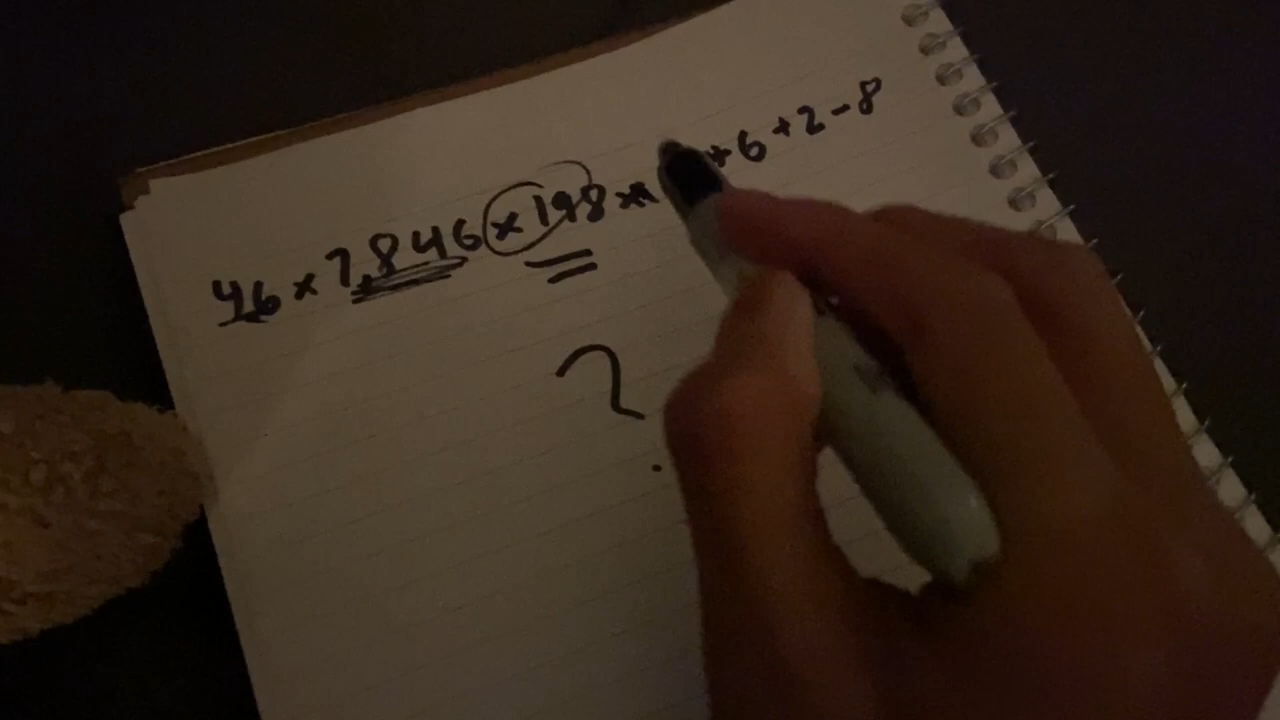 46 × 7,846 × 198 × + 6 + 2 - 8
?